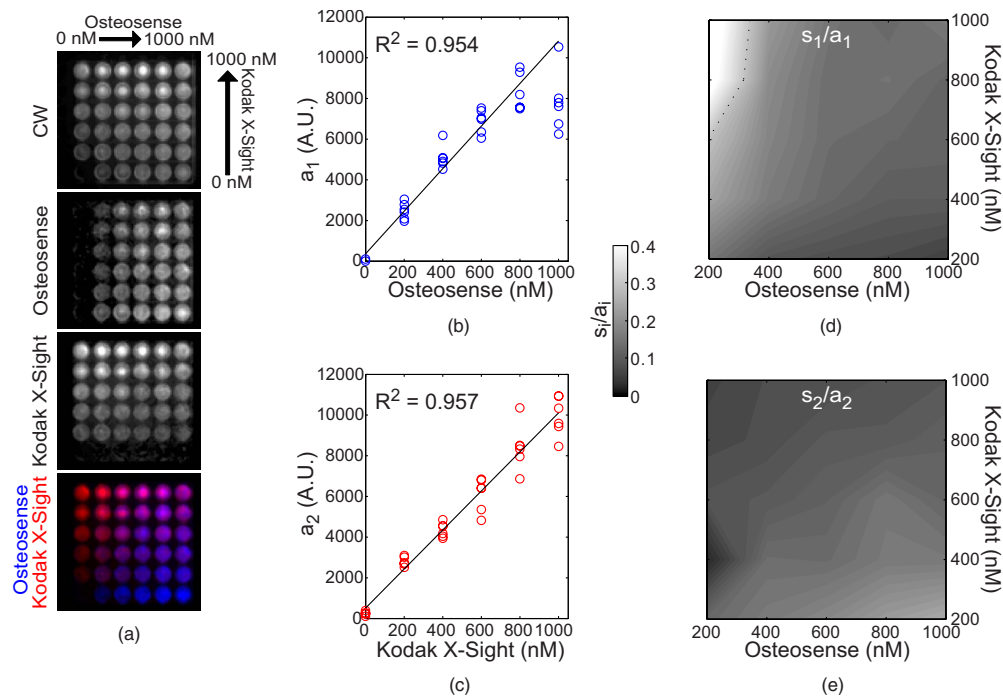 Osteosense
0 nM 1000 nM
1000 nM
Kodak X-Sight
0 nM
CW
Osteosense
Kodak X-Sight
Osteosense
Kodak X-Sight
(a)
R² = 0.954
a₁ (A.U.)
12000
10000
8000
6000
4000
2000
0
0 200 400 600 800 1000
Osteosense (nM)
(b)
R² = 0.957
a₂ (A.U.)
12000
10000
8000
6000
4000
2000
0
0 200 400 600 800 1000
Kodak X-Sight (nM)
(c)
sᵢ/aᵢ
0.4
0.3
0.2
0.1
0
s₁/a₁
1000
800
600
400
200
Kodak X-Sight (nM)
200 400 600 800 1000
Osteosense (nM)
(d)
s₂/a₂
1000
800
600
400
200
Kodak X-Sight (nM)
200 400 600 800 1000
Osteosense (nM)
(e)